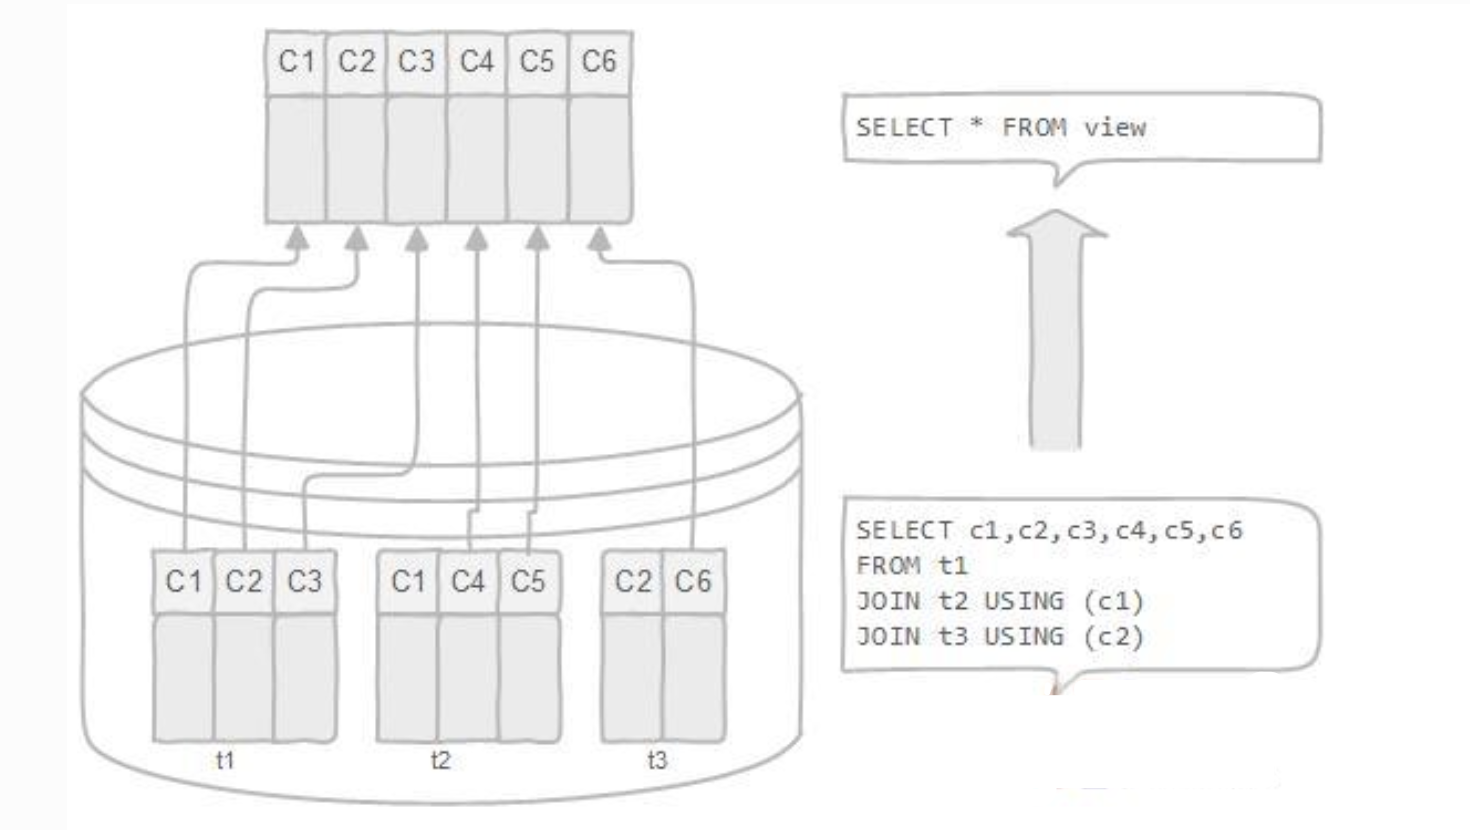 C1 C2 C3 C4 C5 C6
SELECT * FROM view
SELECT c1,c2,c3,c4,c5,c6
FROM t1
JOIN t2 USING (c1)
JOIN t3 USING (c2)
C1 C2 C3
C1 C4 C5
C2 C6
t1
t2
t3